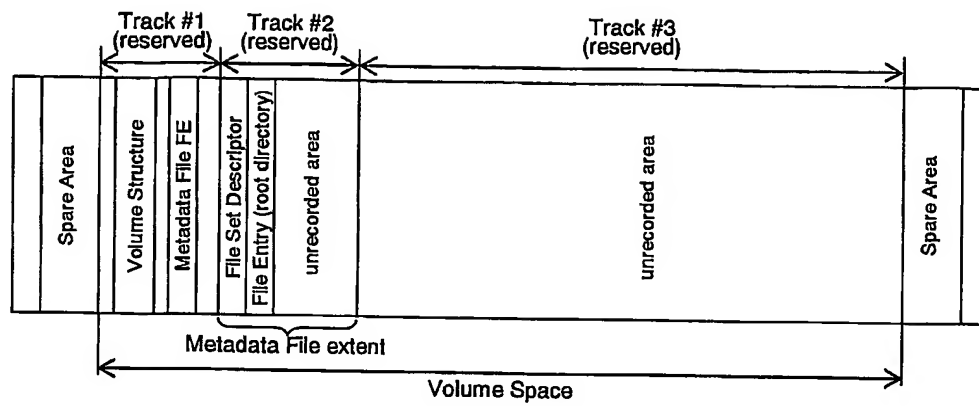 Track #1
(reserved)
Track #2
(reserved)
Track #3
(reserved)
Spare Area
Volume Structure
Metadata File FE
File Set Descriptor
File Entry (root directory)
unrecorded area
unrecorded area
Spare Area
Metadata File extent
Volume Space